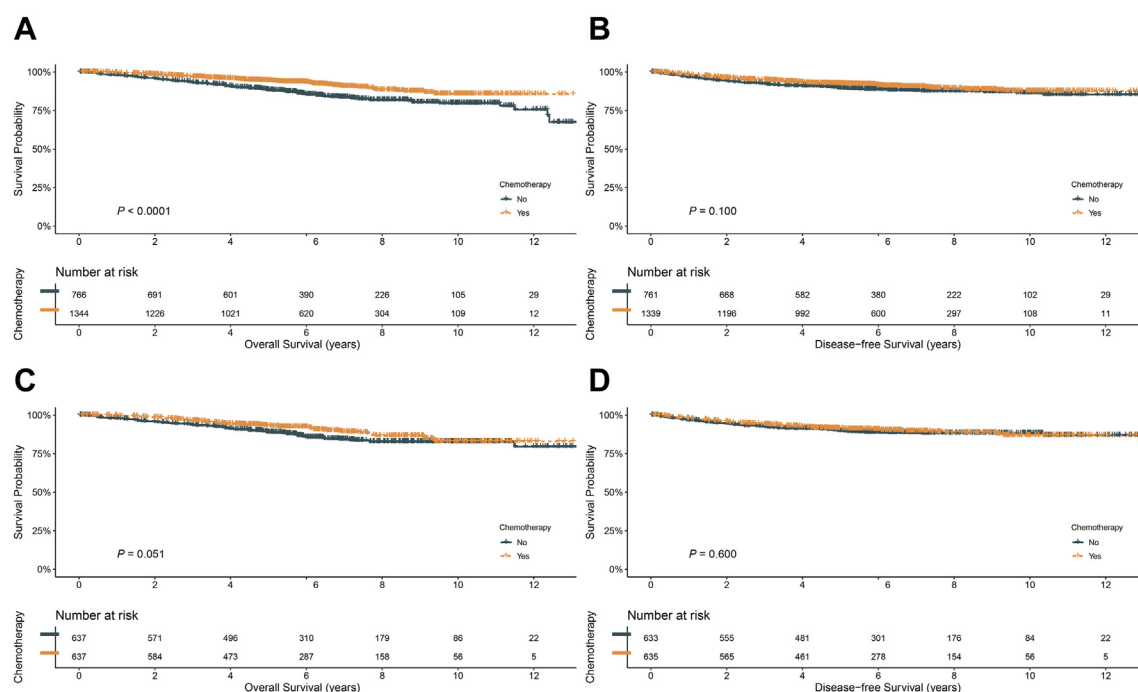 A
Survival Probability
100%
75%
50%
25%
0%
P < 0.0001
Chemotherapy
No
Yes
0 2 4 6 8 10 12
Number at risk
Chemotherapy
766 691 601 390 226 105 29
1344 1226 1021 620 304 109 12
0 2 4 6 8 10 12
Overall Survival (years)
B
Survival Probability
100%
75%
50%
25%
0%
P = 0.100
Chemotherapy
No
Yes
0 2 4 6 8 10 12
Number at risk
Chemotherapy
761 668 582 380 222 102 29
1339 1196 992 600 297 108 11
0 2 4 6 8 10 12
Disease-free Survival (years)
C
Survival Probability
100%
75%
50%
25%
0%
P = 0.051
Chemotherapy
No
Yes
0 2 4 6 8 10 12
Number at risk
Chemotherapy
637 571 496 310 179 86 22
637 584 473 287 158 56 5
0 2 4 6 8 10 12
Overall Survival (years)
D
Survival Probability
100%
75%
50%
25%
0%
P = 0.600
Chemotherapy
No
Yes
0 2 4 6 8 10 12
Number at risk
Chemotherapy
633 555 481 301 176 84 22
635 565 461 278 154 56 5
0 2 4 6 8 10 12
Disease-free Survival (years)